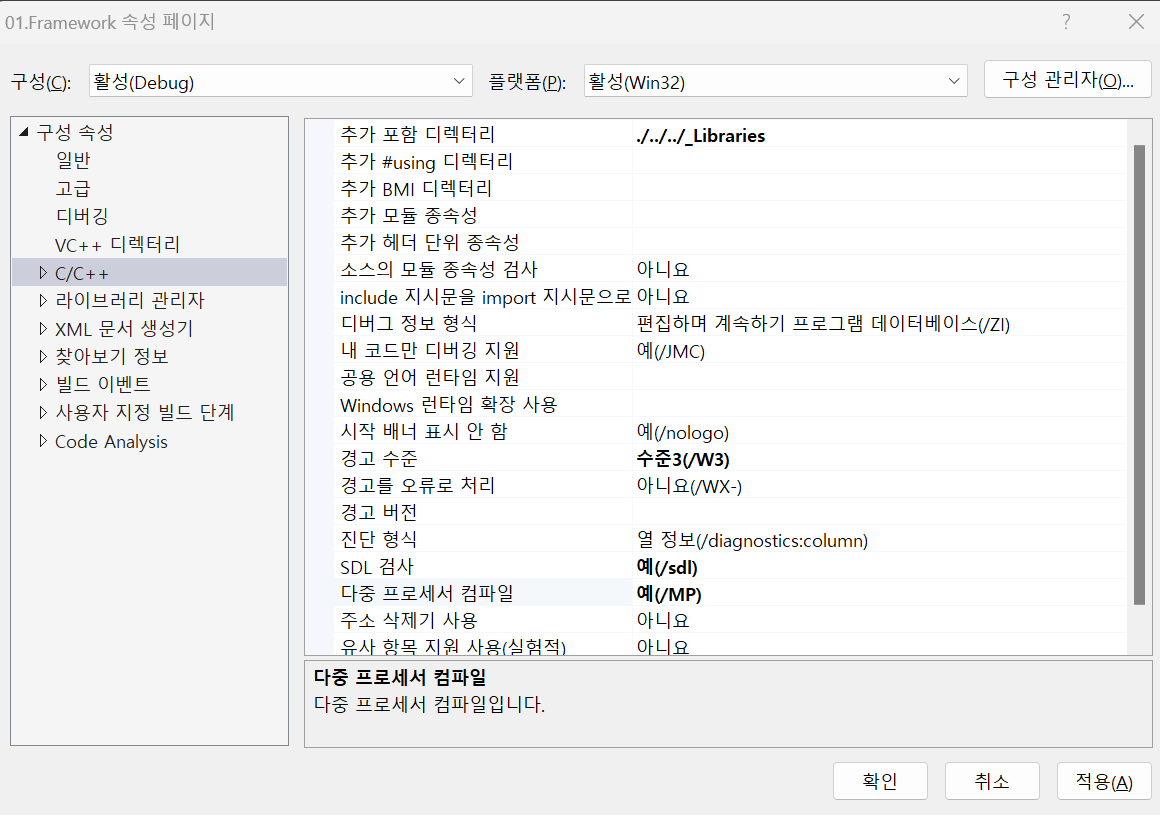 01.Framework 속성 페이지
구성(C): 활성(Debug) 플랫폼(P): 활성(Win32) 구성 관리자(O)...
구성 속성
일반
고급
디버깅
VC++ 디렉터리
C/C++
라이브러리 관리자
XML 문서 생성기
찾아보기 정보
빌드 이벤트
사용자 지정 빌드 단계
Code Analysis
추가 포함 디렉터리 ./../../_Libraries
추가 #using 디렉터리
추가 BMI 디렉터리
추가 모듈 종속성
추가 헤더 단위 종속성
소스의 모듈 종속성 검사 아니요
include 지시문을 import 지시문으로 아니요
디버그 정보 형식 편집하며 계속하기 프로그램 데이터베이스(/ZI)
내 코드만 디버깅 지원 예(/JMC)
공용 언어 런타임 지원
Windows 런타임 확장 사용
시작 배너 표시 안 함 예(/nologo)
경고 수준 수준3(/W3)
경고를 오류로 처리 아니요(/WX-)
경고 버전
진단 형식 열 정보(/diagnostics:column)
SDL 검사 예(/sdl)
다중 프로세서 컴파일 예(/MP)
주소 삭제기 사용 아니요
유사 항목 지원 사용(실험적) 아니요
다중 프로세서 컴파일
다중 프로세서 컴파일입니다.
확인 취소 적용(A)